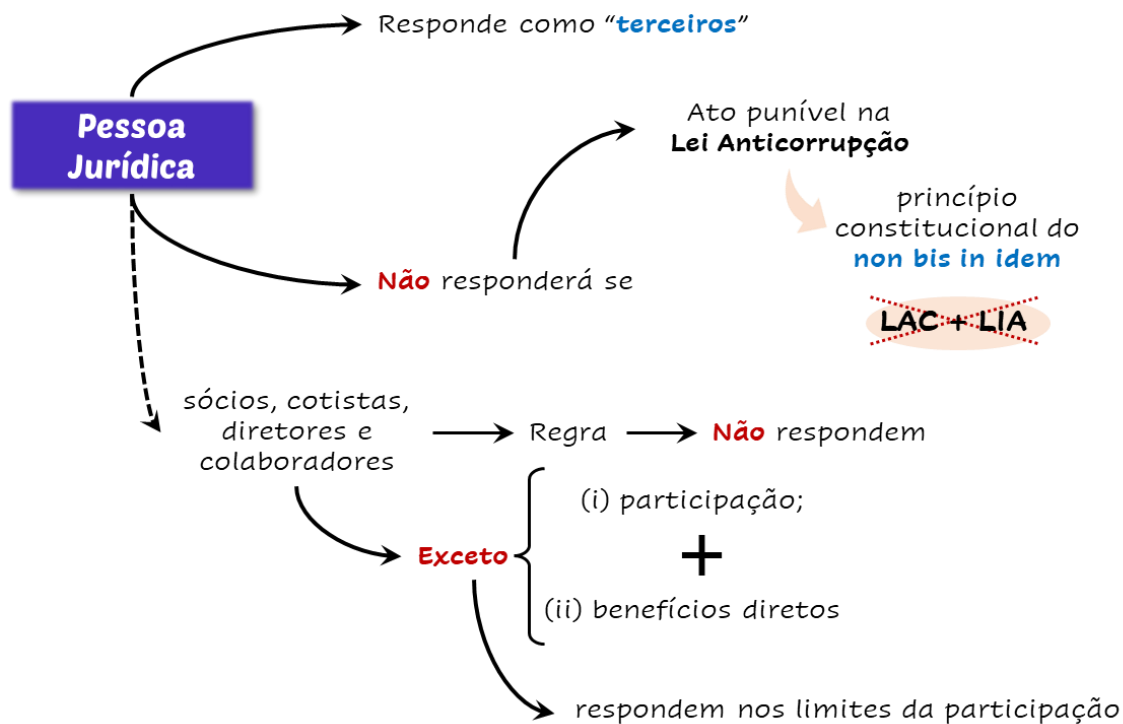 Responde como “terceiros”
Pessoa
Jurídica
Ato punível na
Lei Anticorrupção
princípio
constitucional do
non bis in idem
Não responderá se
LAC + LIA
sócios, cotistas,
diretores e
colaboradores
Regra
Não respondem
(i) participação;
+
Exceto
(ii) benefícios diretos
respondem nos limites da participação